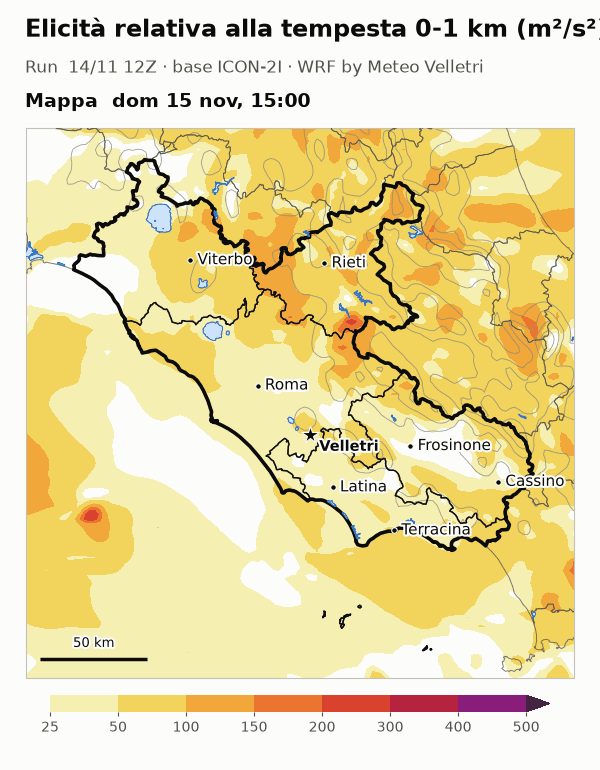 Elicità relativa alla tempesta 0-1 km (m²/s²)
Run 14/11 12Z · base ICON-2I · WRF by Meteo Velletri
Mappa dom 15 nov, 15:00
Viterbo
Rieti
Roma
Velletri
Frosinone
Cassino
Latina
Terracina
50 km
25 50 100 150 200 300 400 500